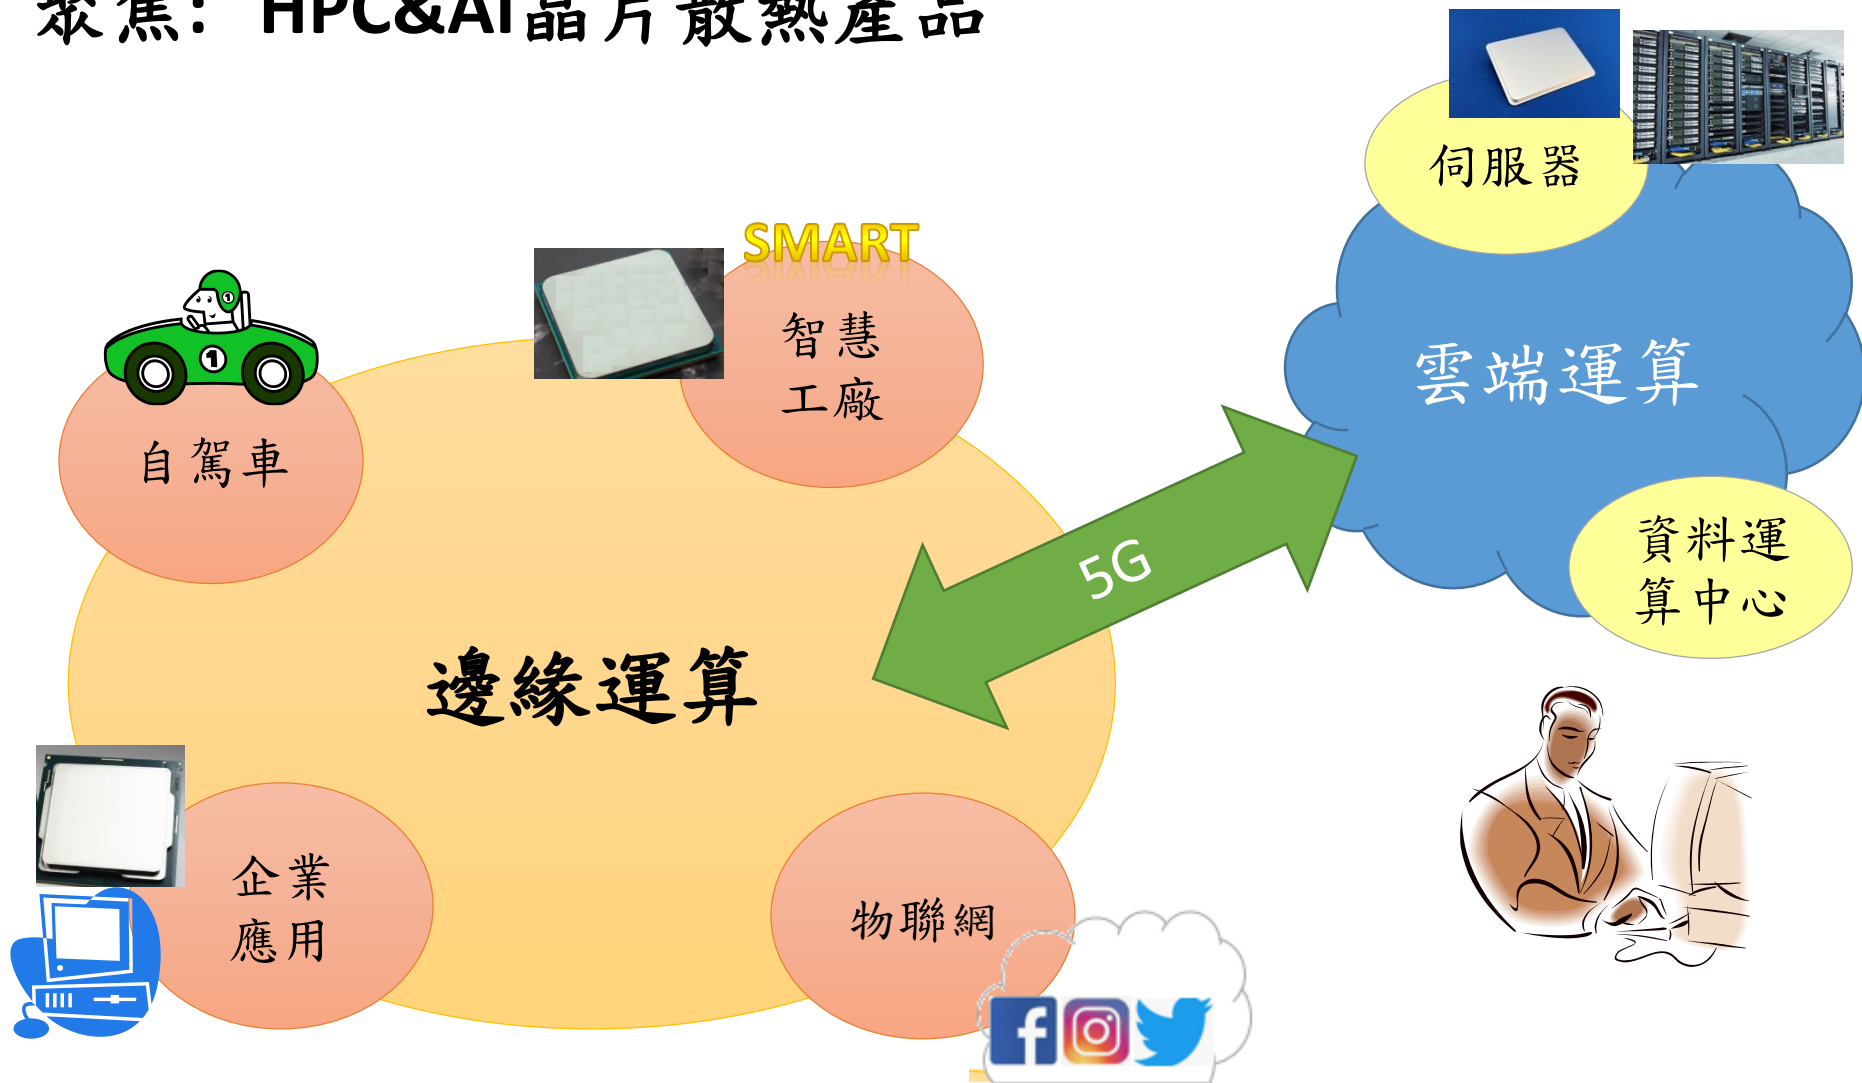 聚焦：HPC&AI晶片散熱產品
伺服器
SMART
智慧
工廠
雲端運算
自駕車
5G
資料運
算中心
邊緣運算
企業
應用
物聯網